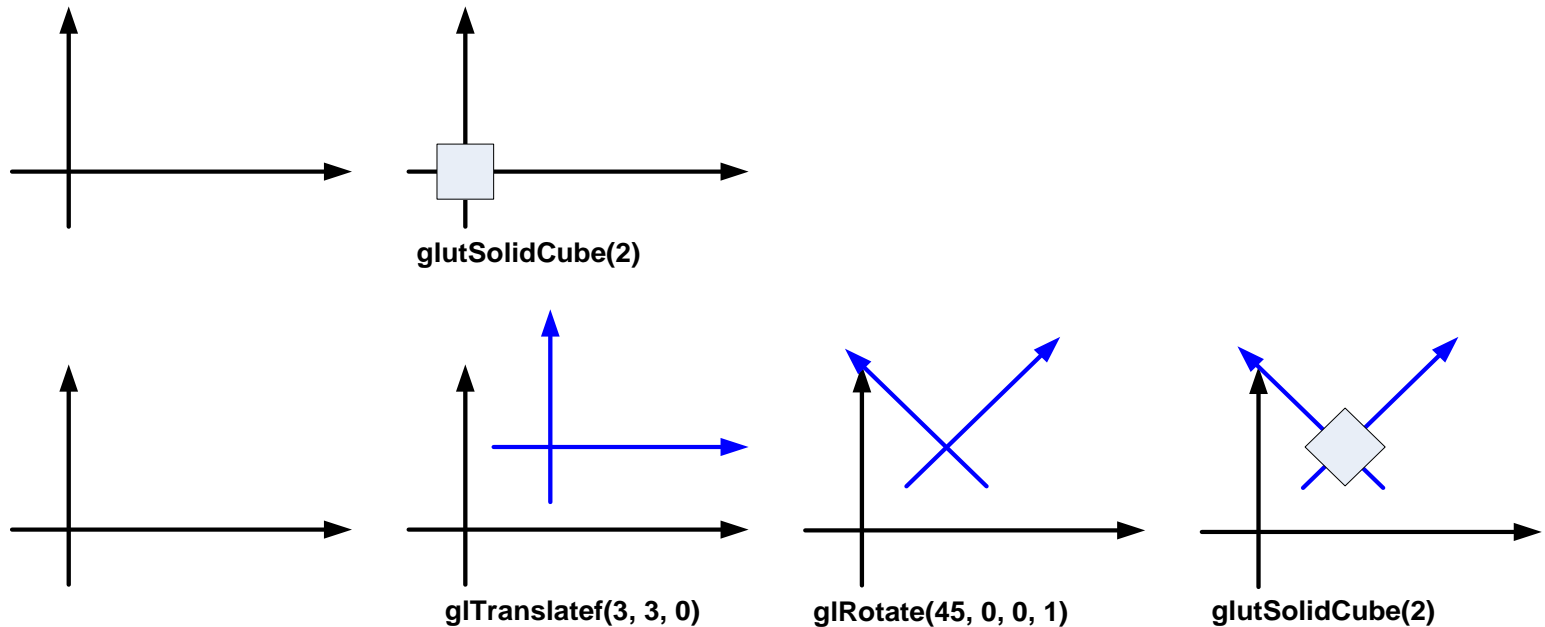 glutSolidCube(2)
glTranslatef(3, 3, 0)
glRotate(45, 0, 0, 1)
glutSolidCube(2)